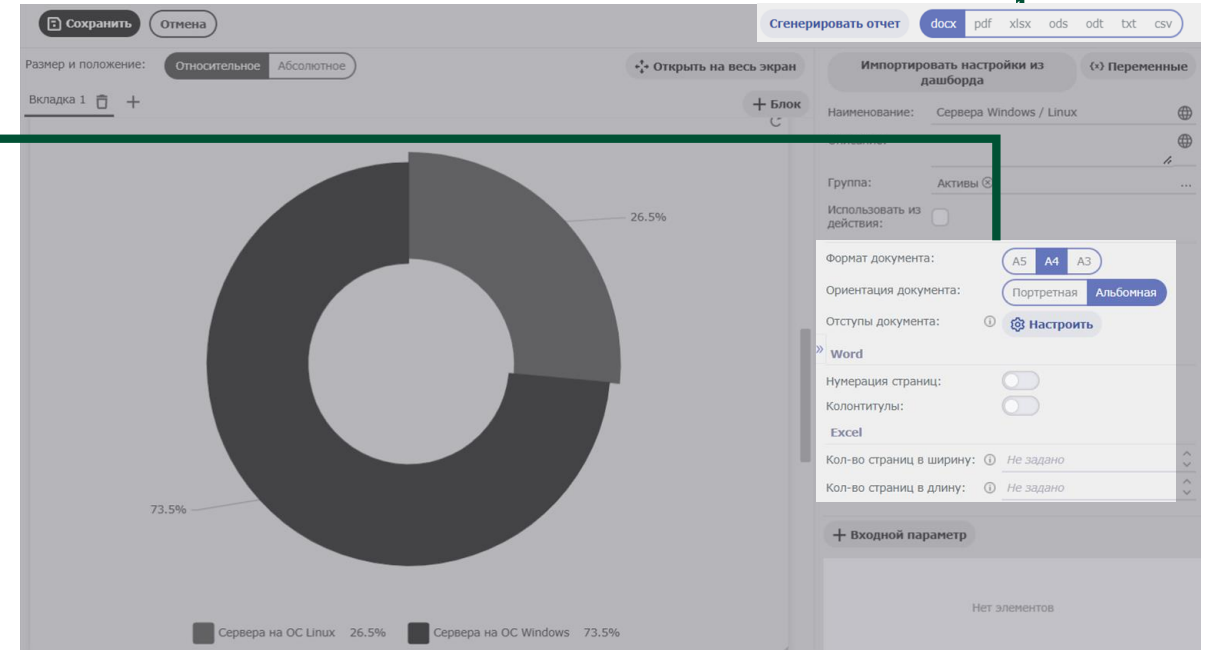 Сохранить Отмена Сгенерировать отчет docx pdf xlsx ods odt txt csv
Размер и положение: Относительное Абсолютное Открыть на весь экран
Импортировать настройки из
дашборда
(x) Переменные
Вкладка 1 + + Блок
Наименование: Сервера Windows / Linux
Группа: Активы ...
Использовать из
действия:
26.5%
Формат документа: A5 A4 A3
Ориентация документа: Портретная Альбомная
Отступы документа: Настроить
» Word
Нумерация страниц:
Колонтитулы:
Excel
Кол-во страниц в ширину: Не задано
Кол-во страниц в длину: Не задано
73.5%
+ Входной параметр
Нет элементов
Сервера на ОС Linux 26.5% Сервера на ОС Windows 73.5%